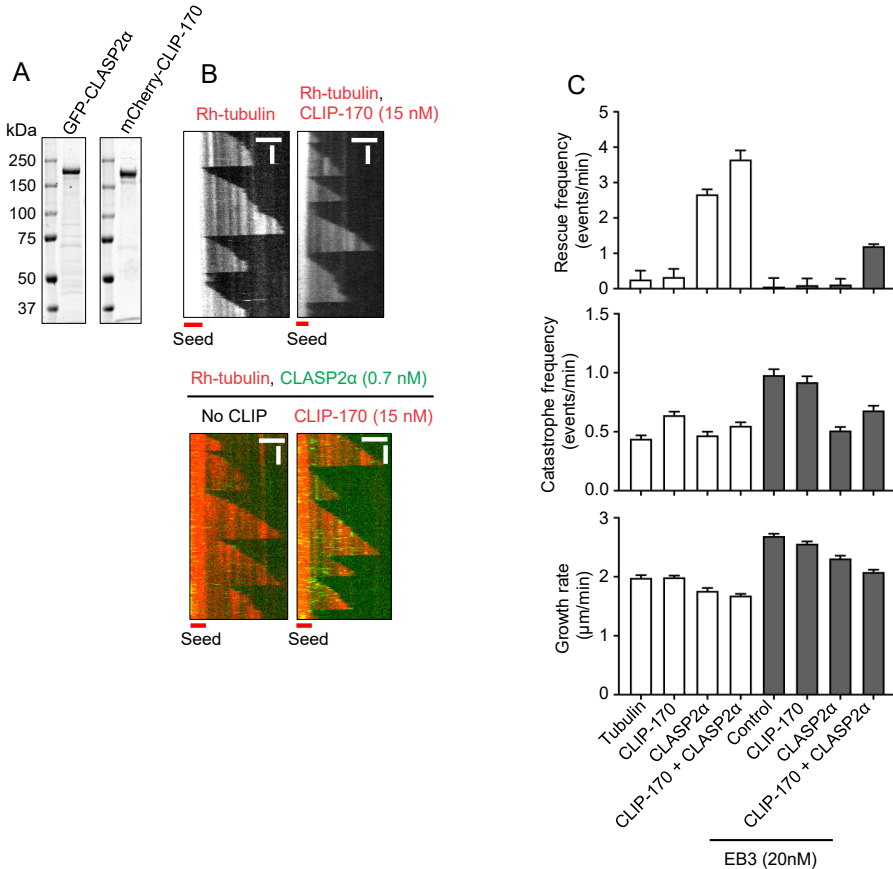 A
GFP-CLASP2α
mCherry-CLIP-170
kDa
250
150
100
75
50
37
B
Rh-tubulin
Rh-tubulin,
CLIP-170 (15 nM)
Seed
Seed
Rh-tubulin, CLASP2α (0.7 nM)
No CLIP
CLIP-170 (15 nM)
Seed
Seed
C
Rescue frequency
(events/min)
5
4
3
2
1
0
Catastrophe frequency
(events/min)
1.5
1.0
0.5
0.0
Growth rate
(μm/min)
3
2
1
0
Tubulin
CLIP-170
CLASP2α
CLIP-170 + CLASP2α
Control
CLIP-170
CLASP2α
CLIP-170 + CLASP2α
EB3 (20nM)